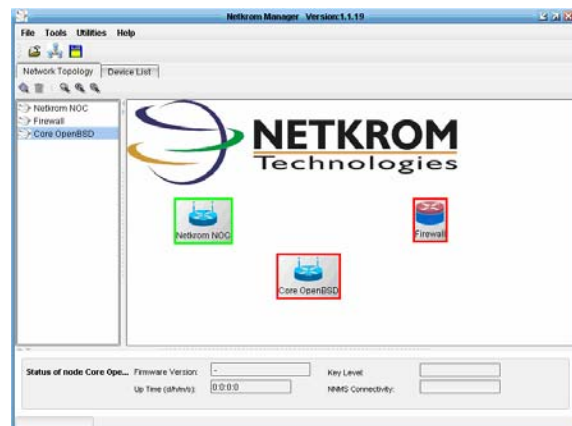 Netkrom Manager Version:1.1.19
File Tools Utilities Help
Network Topology Device List
Netkrom NOC
Firewall
Core OpenBSD
NETKROM
Technologies
Netkrom NOC
Firewall
Core OpenBSD
Status of node Core Ope... Firmware Version: - Key Level:
Up Time (d/h/m/s): 0:0:0:0 NNMS Connectivity: